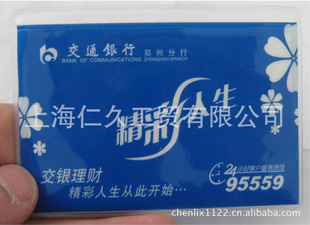 交通银行 郑州分行
BANK OF COMMUNICATIONS ZHENGZHOU BRANCH
精彩人生
上海仁久工贸有限公司
交银理财
24小时客户服务热线
95559
精彩人生从此开始···
chenlix1122.cn.alibaba.com